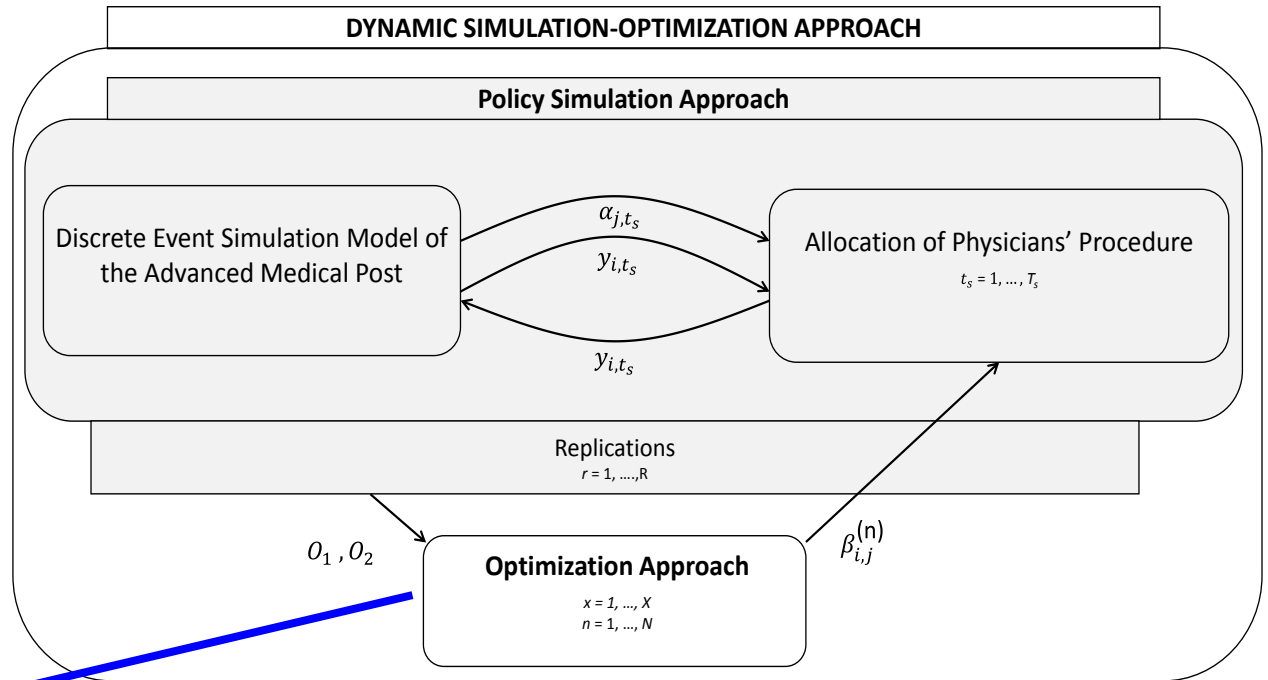 DYNAMIC SIMULATION-OPTIMIZATION APPROACH
Policy Simulation Approach
Discrete Event Simulation Model of
the Advanced Medical Post
α_{j,t_s}
y_{i,t_s}
y_{i,t_s}
Allocation of Physicians’ Procedure
t_s = 1, ... , T_s
Replications
r = 1, ....,R
O_1 , O_2
β_{i,j}^{(n)}
Optimization Approach
x = 1, ..., X
n = 1, ..., N